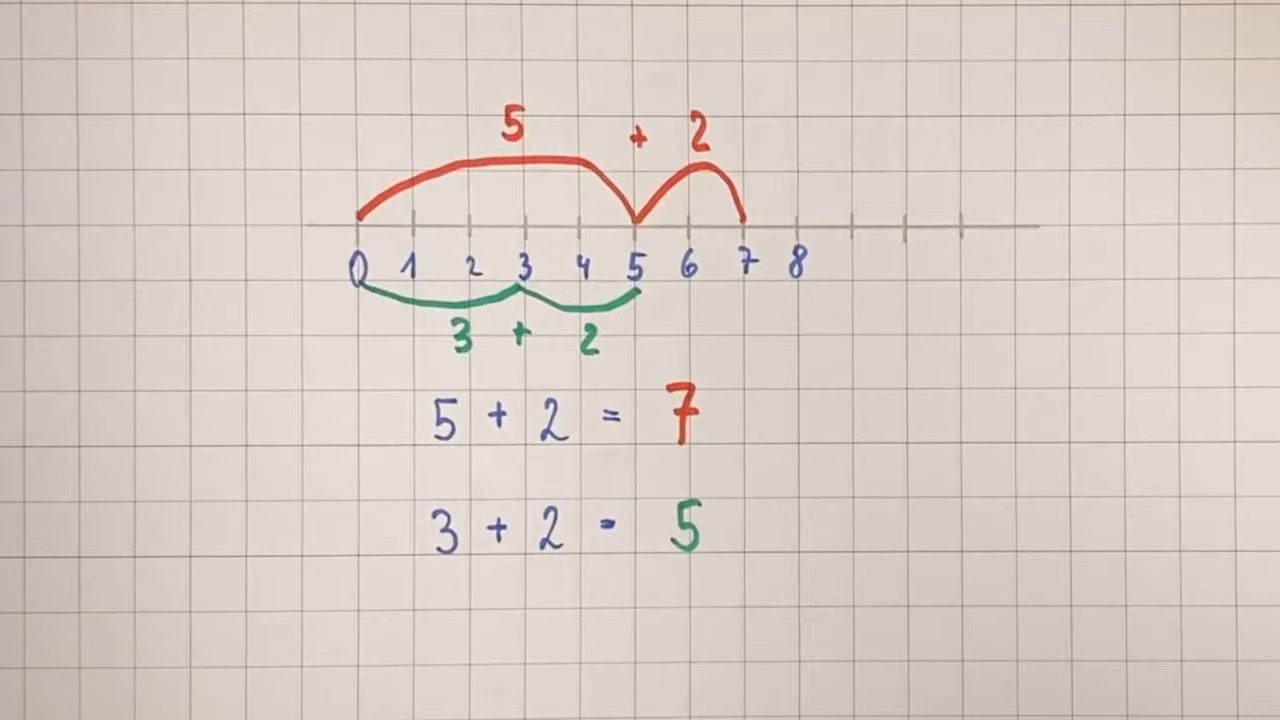 5 + 2
0 1 2 3 4 5 6 7 8
3 + 2
5 + 2 = 7
3 + 2 = 5